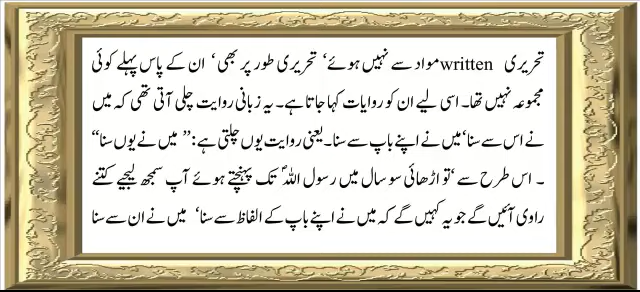 تحریری written مواد سے نہیں ہوئے‘ تحریری طور پر بھی‘ ان کے پاس پہلے کوئی
مجموعہ نہیں تھا۔ اسی لیے ان کو روایات کہا جاتا ہے۔ یہ زبانی روایت چلی آتی تھی کہ میں
نے اس سے سنا‘ میں نے اپنے باپ سے سنا۔ یعنی روایت یوں چلتی ہے: ’’میں نے یوں سنا‘‘
۔ اس طرح سے ‘تو اڑھائی سو سال میں رسول اللہؐ تک پہنچتے ہوئے آپ سمجھ لیجیے کتنے
راوی آئیں گے جو یہ کہیں گے کہ میں نے اپنے باپ کے الفاظ سے سنا‘ میں نے ان سے سنا